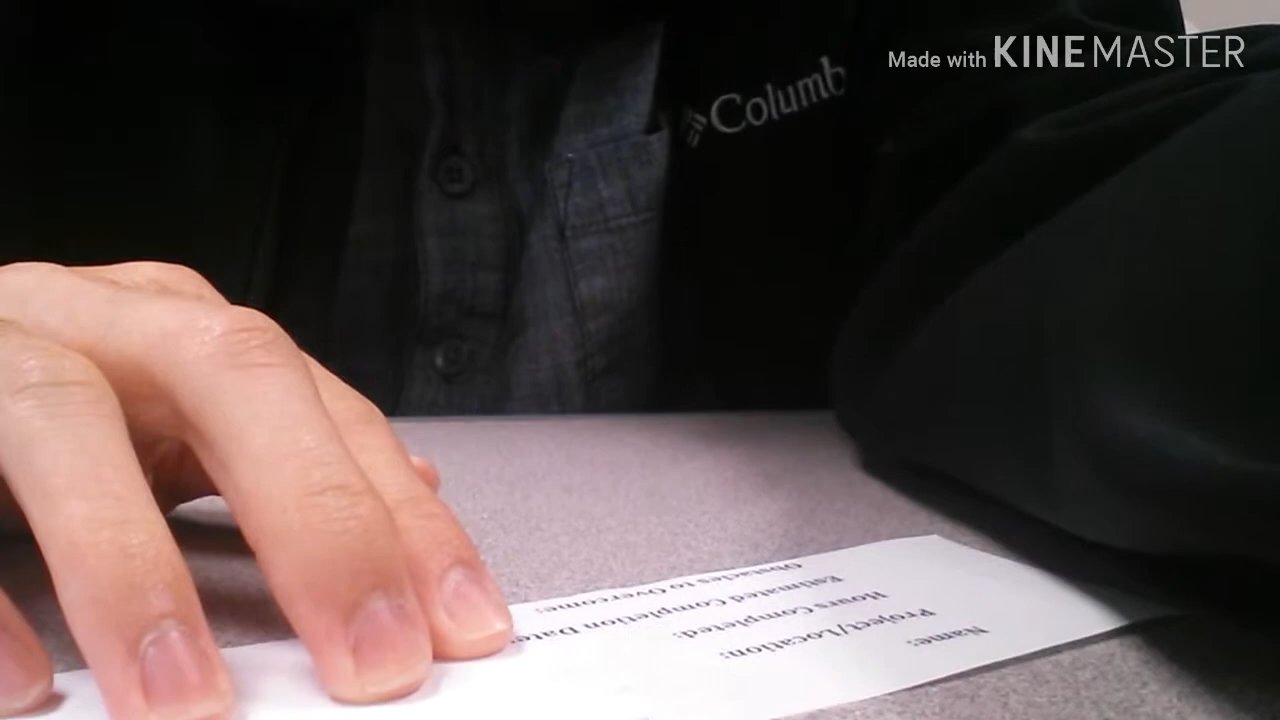 Made with KINEMASTER
Columb
Name:
Project/Location:
Hours Completed:
Estimated Completion Date:
Obstacles to Overcome: